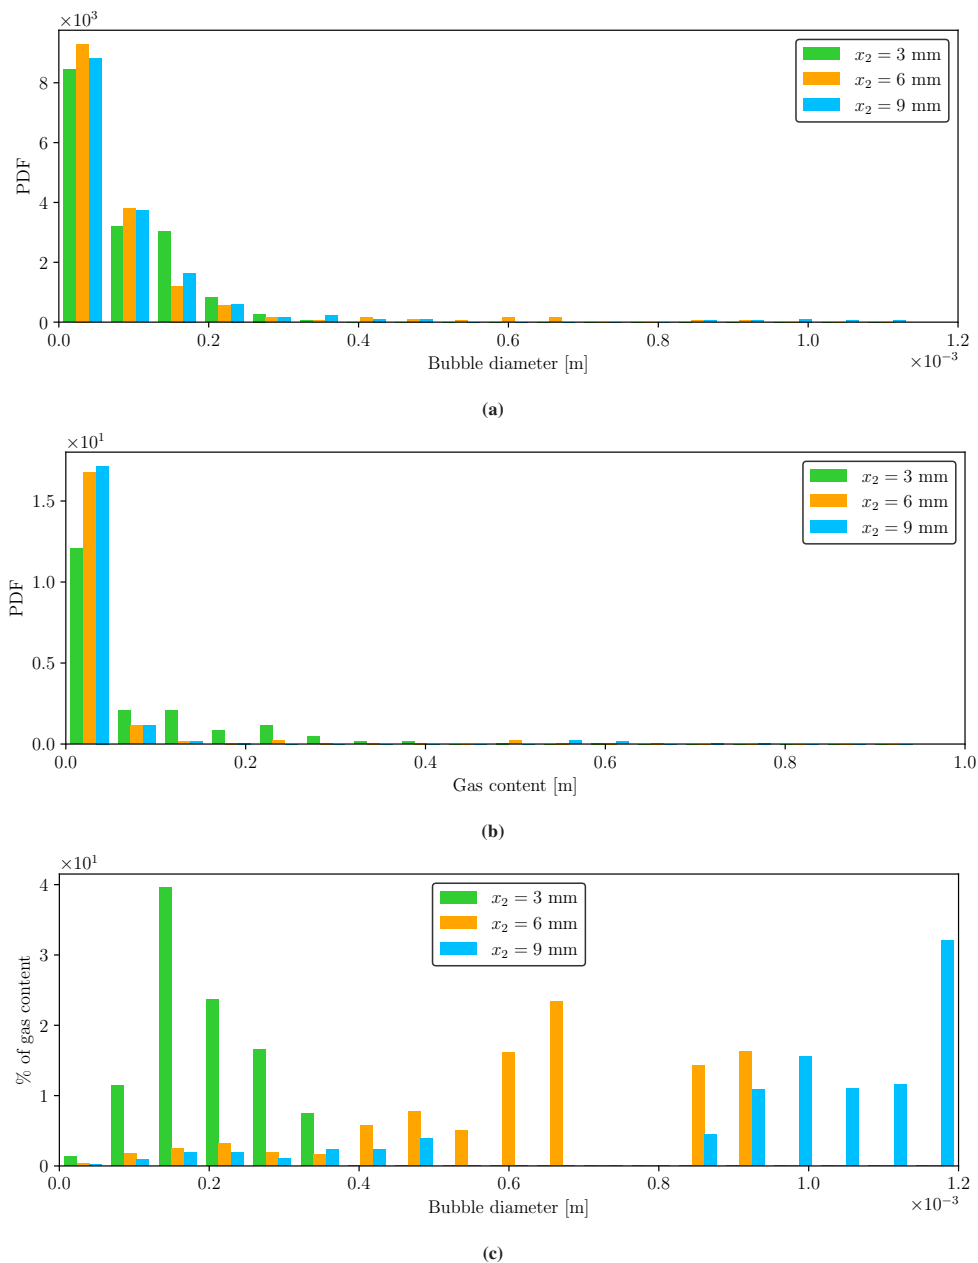 ×10³
x₂ = 3 mm
x₂ = 6 mm
x₂ = 9 mm
PDF
8
6
4
2
0
0.0 0.2 0.4 0.6 0.8 1.0 1.2
Bubble diameter [m]
×10⁻³
(a)
×10¹
x₂ = 3 mm
x₂ = 6 mm
x₂ = 9 mm
PDF
1.5
1.0
0.5
0.0
0.0 0.2 0.4 0.6 0.8 1.0
Gas content [m]
(b)
×10¹
x₂ = 3 mm
x₂ = 6 mm
x₂ = 9 mm
% of gas content
4
3
2
1
0
0.0 0.2 0.4 0.6 0.8 1.0 1.2
Bubble diameter [m]
×10⁻³
(c)